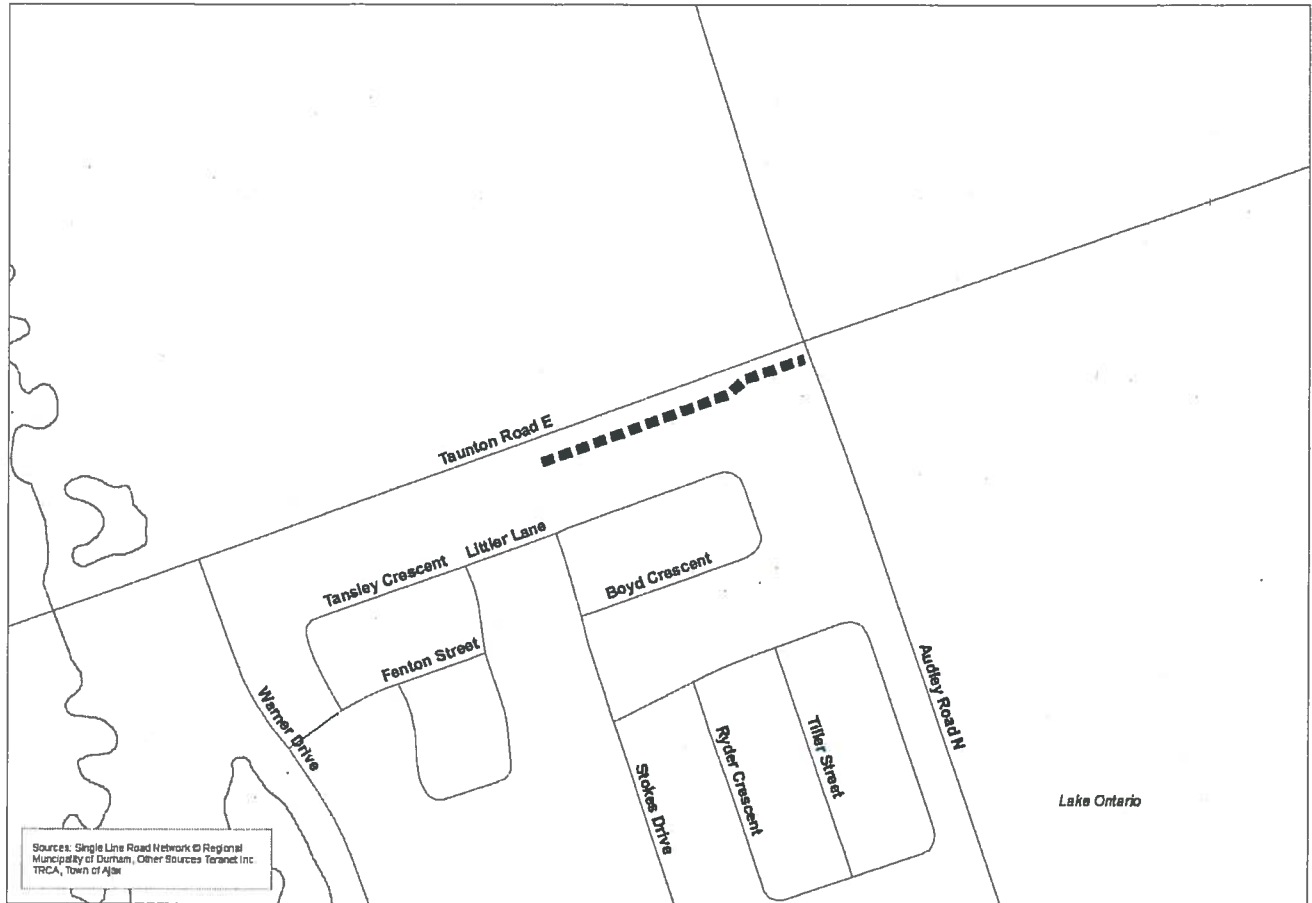 Taunton Road E
Littler Lane
Tansley Crescent
Boyd Crescent
Fenton Street
Warner Drive
Audley Road N
Tiller Street
Ryder Crescent
Stokes Drive
Lake Ontario
Sources: Single Line Road Network © Regional
Muncipality of Durham, Other Sources Teranet Inc.
TRCA, Town of Ajax